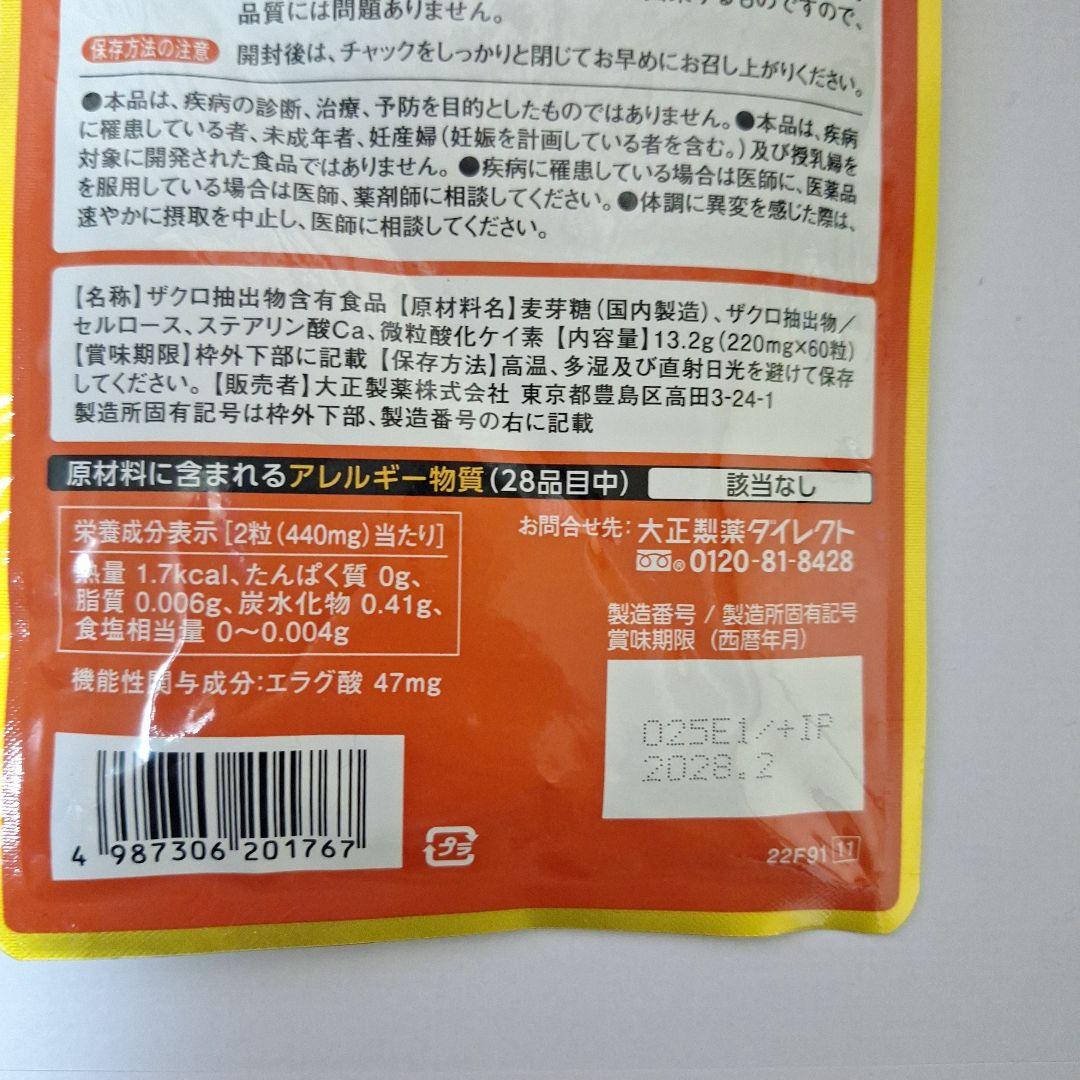 品質には問題ありません。
ものですので、
保存方法の注意 開封後は、チャックをしっかりと閉じてお早めにお召し上がりください。
●本品は、疾病の診断、治療、予防を目的としたものではありません。●本品は、疾病
に罹患している者、未成年者、妊産婦(妊娠を計画している者を含む。)及び授乳婦を
対象に開発された食品ではありません。●疾病に罹患している場合は医師に、医薬品
を服用している場合は医師、薬剤師に相談してください。●体調に異変を感じた際は、
速やかに摂取を中止し、医師に相談してください。
【名称】ザクロ抽出物含有食品【原材料名】麦芽糖(国内製造)、ザクロ抽出物/
セルロース、ステアリン酸Ca、微粒酸化ケイ素【内容量】13.2g(220mg×60粒)
【賞味期限】枠外下部に記載【保存方法】高温、多湿及び直射日光を避けて保存
してください。【販売者】大正製薬株式会社 東京都豊島区高田3-24-1
製造所固有記号は枠外下部、製造番号の右に記載
原材料に含まれるアレルギー物質(28品目中) 該当なし
栄養成分表示[2粒(440mg)当たり]
熱量 1.7kcal、たんぱく質 0g、
脂質 0.006g、炭水化物 0.41g、
食塩相当量 0〜0.004g
機能性関与成分:エラグ酸 47mg
お問合せ先:大正製薬ダイレクト
0120-81-8428
製造番号/製造所固有記号
賞味期限(西暦年月)
025E1/+IP
2028.2
4 987306 201767
プラ
22F91 11